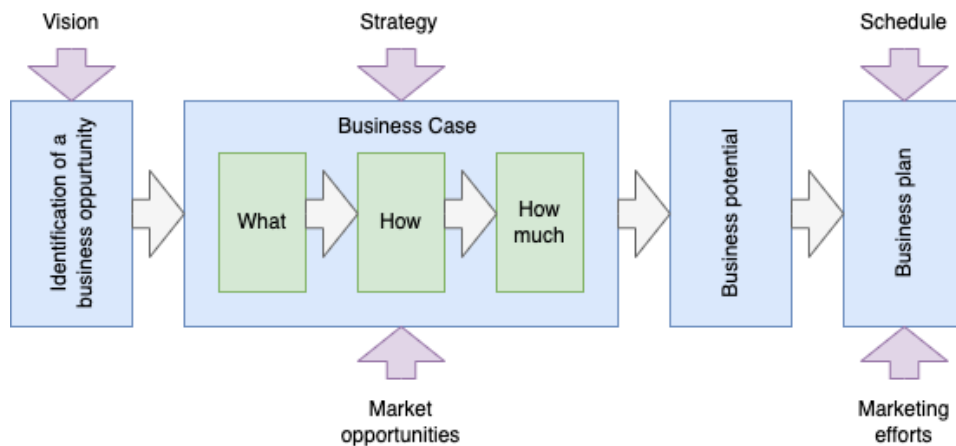 Vision
Strategy
Schedule
Identification of a
business oppurtunity
Business Case
What
How
How
much
Business potential
Business plan
Market
opportunities
Marketing
efforts